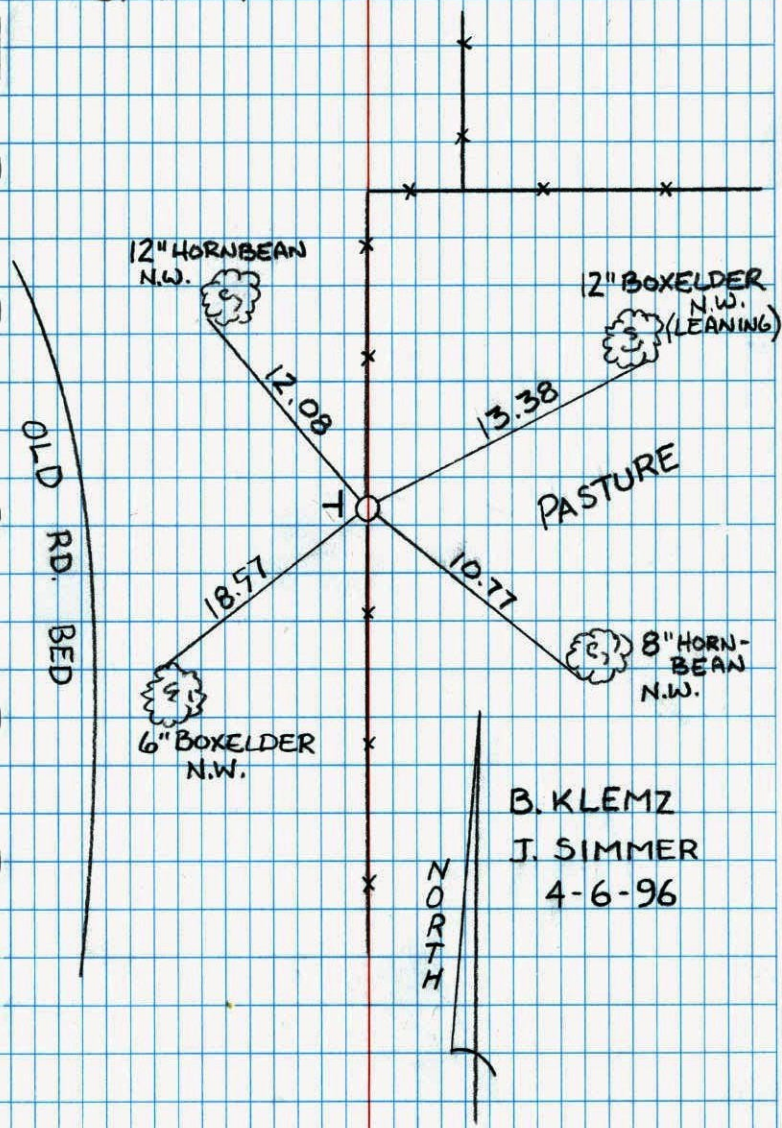 12" HORNBEAN
N.W.
12" BOXELDER
N.W.
(LEANING)
12.08
13.38
OLD RD. BED
T
PASTURE
18.57
10.77
8" HORN-
BEAN
N.W.
6" BOXELDER
N.W.
B. KLEMZ
J. SIMMER
4-6-96
NORTH